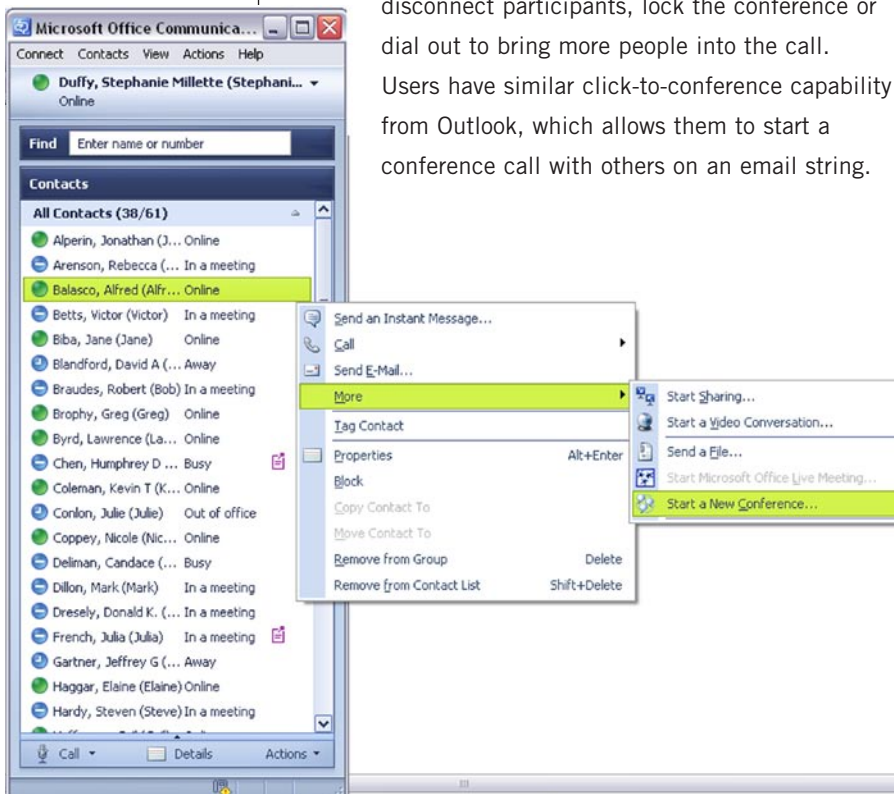 disconnect participants, lock the conference or
dial out to bring more people into the call.
Users have similar click-to-conference capability
from Outlook, which allows them to start a
conference call with others on an email string.
Microsoft Office Communica...
Connect Contacts View Actions Help
Duffy, Stephanie Millette (Stephani...
Online
Find Enter name or number
Contacts
All Contacts (38/61)
Alperin, Jonathan (J... Online
Arenson, Rebecca (... In a meeting
Balasco, Alfred (Alfr... Online
Betts, Victor (Victor) In a meeting
Biba, Jane (Jane) Online
Blandford, David A (... Away
Braudes, Robert (Bob) In a meeting
Brophy, Greg (Greg) Online
Byrd, Lawrence (La... Online
Chen, Humphrey D ... Busy
Coleman, Kevin T (K... Online
Conlon, Julie (Julie) Out of office
Coppey, Nicole (Nic... Online
Deliman, Candace (... Busy
Dillon, Mark (Mark) In a meeting
Dresely, Donald K. (... In a meeting
French, Julia (Julia) In a meeting
Gartner, Jeffrey G (... Away
Haggar, Elaine (Elaine) Online
Hardy, Steven (Steve) In a meeting
Call Details Actions
Send an Instant Message...
Call
Send E-Mail...
More
Tag Contact
Properties Alt+Enter
Block
Copy Contact To
Move Contact To
Remove from Group Delete
Remove from Contact List Shift+Delete
Start Sharing...
Start a Video Conversation...
Send a File...
Start Microsoft Office Live Meeting...
Start a New Conference...